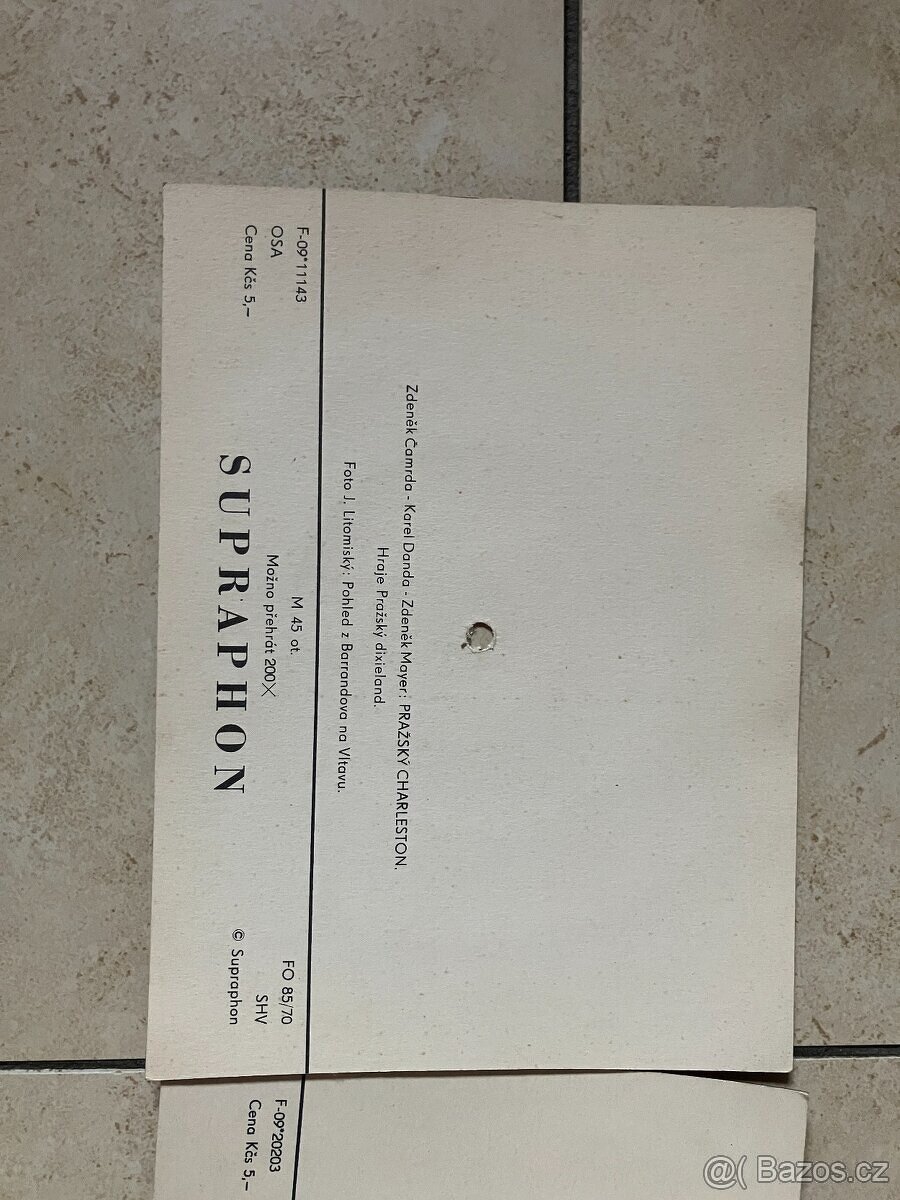 Zdeněk Čamrda - Karel Danda - Zdeněk Mayer: PRAŽSKÝ CHARLESTON.
Hraje Pražský dixieland.
Foto J. Litomiský: Pohled z Barrandova na Vltavu.
F-09*11143
OSA
Cena Kčs 5,–
M 45 ot.
Možno přehrát 200X
SUPRAPHON
FO 85/70
SHV
© Supraphon
F-09*20203
Cena Kčs 5,–
@( Bazos.cz